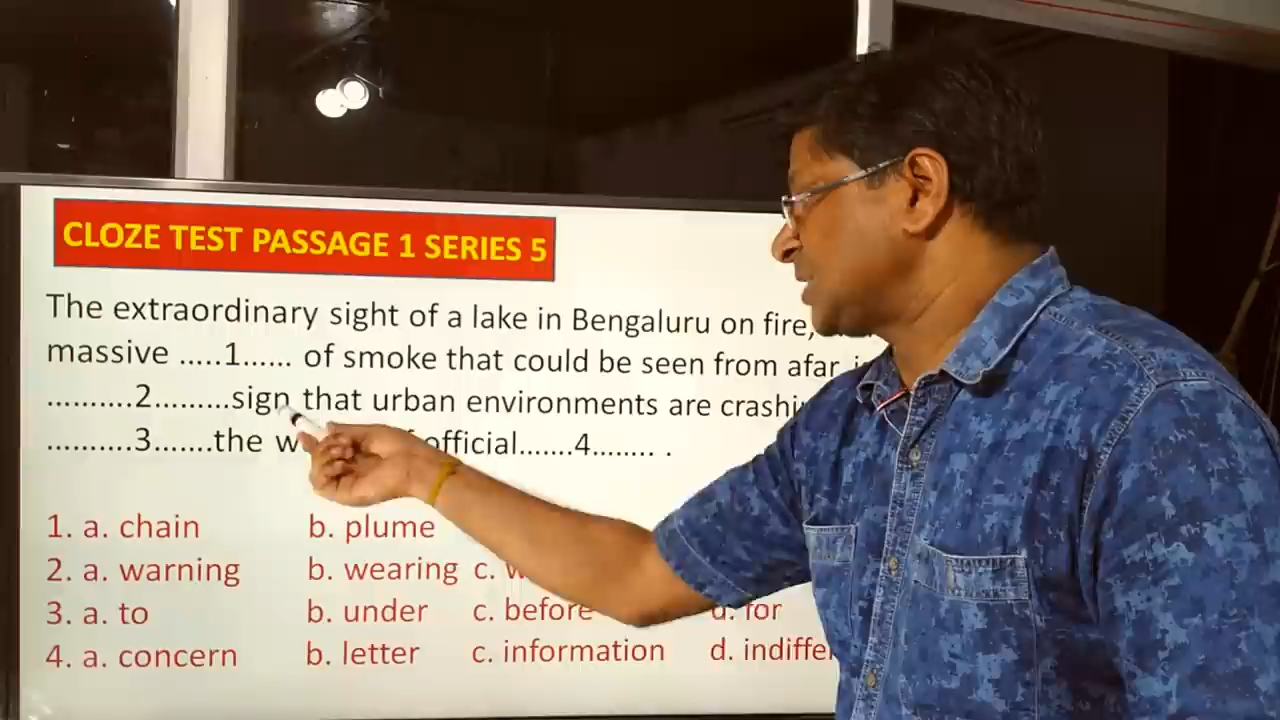 CLOZE TEST PASSAGE 1 SERIES 5
The extraordinary sight of a lake in Bengaluru on fire,
massive .....1...... of smoke that could be seen from afar
..........2.........sign that urban environments are
..........3.......the official.......4........ .
1. a. chain b. plume
2. a. warning b. wearing c.
3. a. to b. under c. before d. for
4. a. concern b. letter c. information d.